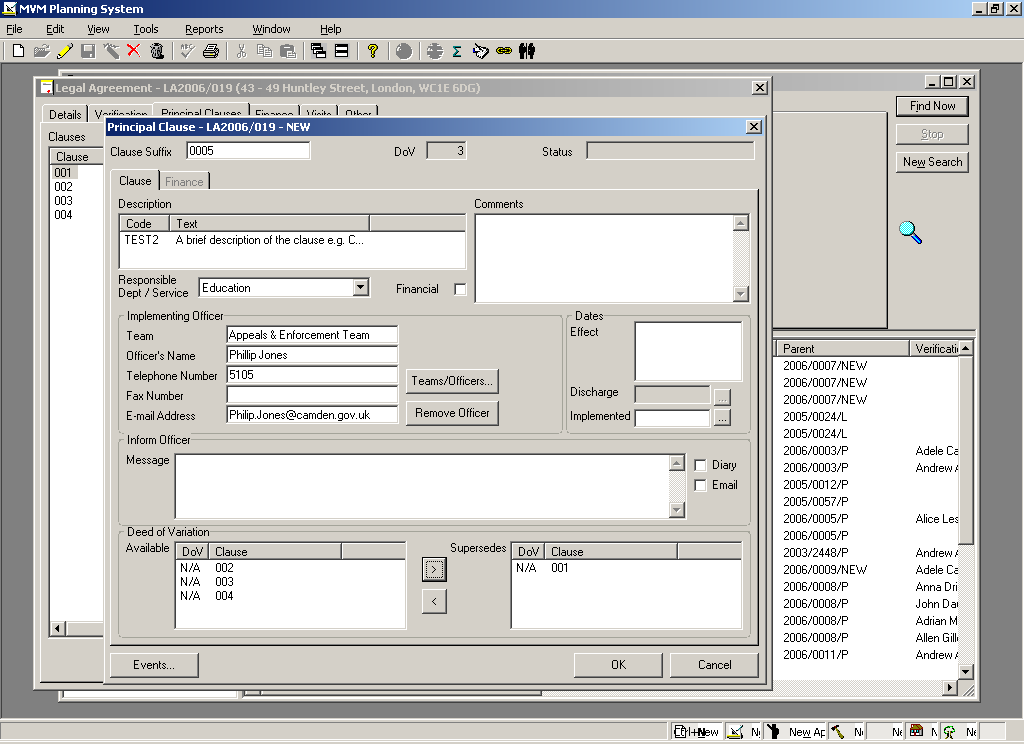 MVM Planning System
File Edit View Tools Reports Window Help
Legal Agreement - LA2006/019 (43 - 49 Huntley Street, London, WC1E 6DG)
Details Verification Principal Clauses Finance Visits Other
Clauses
Clause
001
002
003
004
Find Now
Stop
New Search
Principal Clause - LA2006/019 - NEW
Clause Suffix 0005 DoV 3 Status
Clause Finance
Description
Code Text
TEST2 A brief description of the clause e.g. C...
Comments
Responsible
Dept / Service Education Financial
Implementing Officer
Team Appeals & Enforcement Team
Officer's Name Phillip Jones
Telephone Number 5105
Fax Number
E-mail Address Philip.Jones@camden.gov.uk
Teams/Officers...
Remove Officer
Dates
Effect
Discharge ...
Implemented ...
Inform Officer
Message
Diary
Email
Deed of Variation
Available
DoV Clause
N/A 002
N/A 003
N/A 004
>
<
Supersedes
DoV Clause
N/A 001
Events... OK Cancel
Parent Verificati
2006/0007/NEW
2006/0007/NEW
2006/0007/NEW
2005/0024/L
2005/0024/L
2006/0003/P Adele Ca
2006/0003/P Andrew A
2005/0012/P
2005/0057/P
2006/0005/P Alice Les
2006/0005/P
2003/2448/P Andrew A
2006/0009/NEW Adele Ca
2006/0008/P Anna Dri
2006/0008/P John Dau
2006/0008/P Adrian M
2006/0008/P Allen Gill
2006/0011/P Andrew A
Ctrl+New New Ap